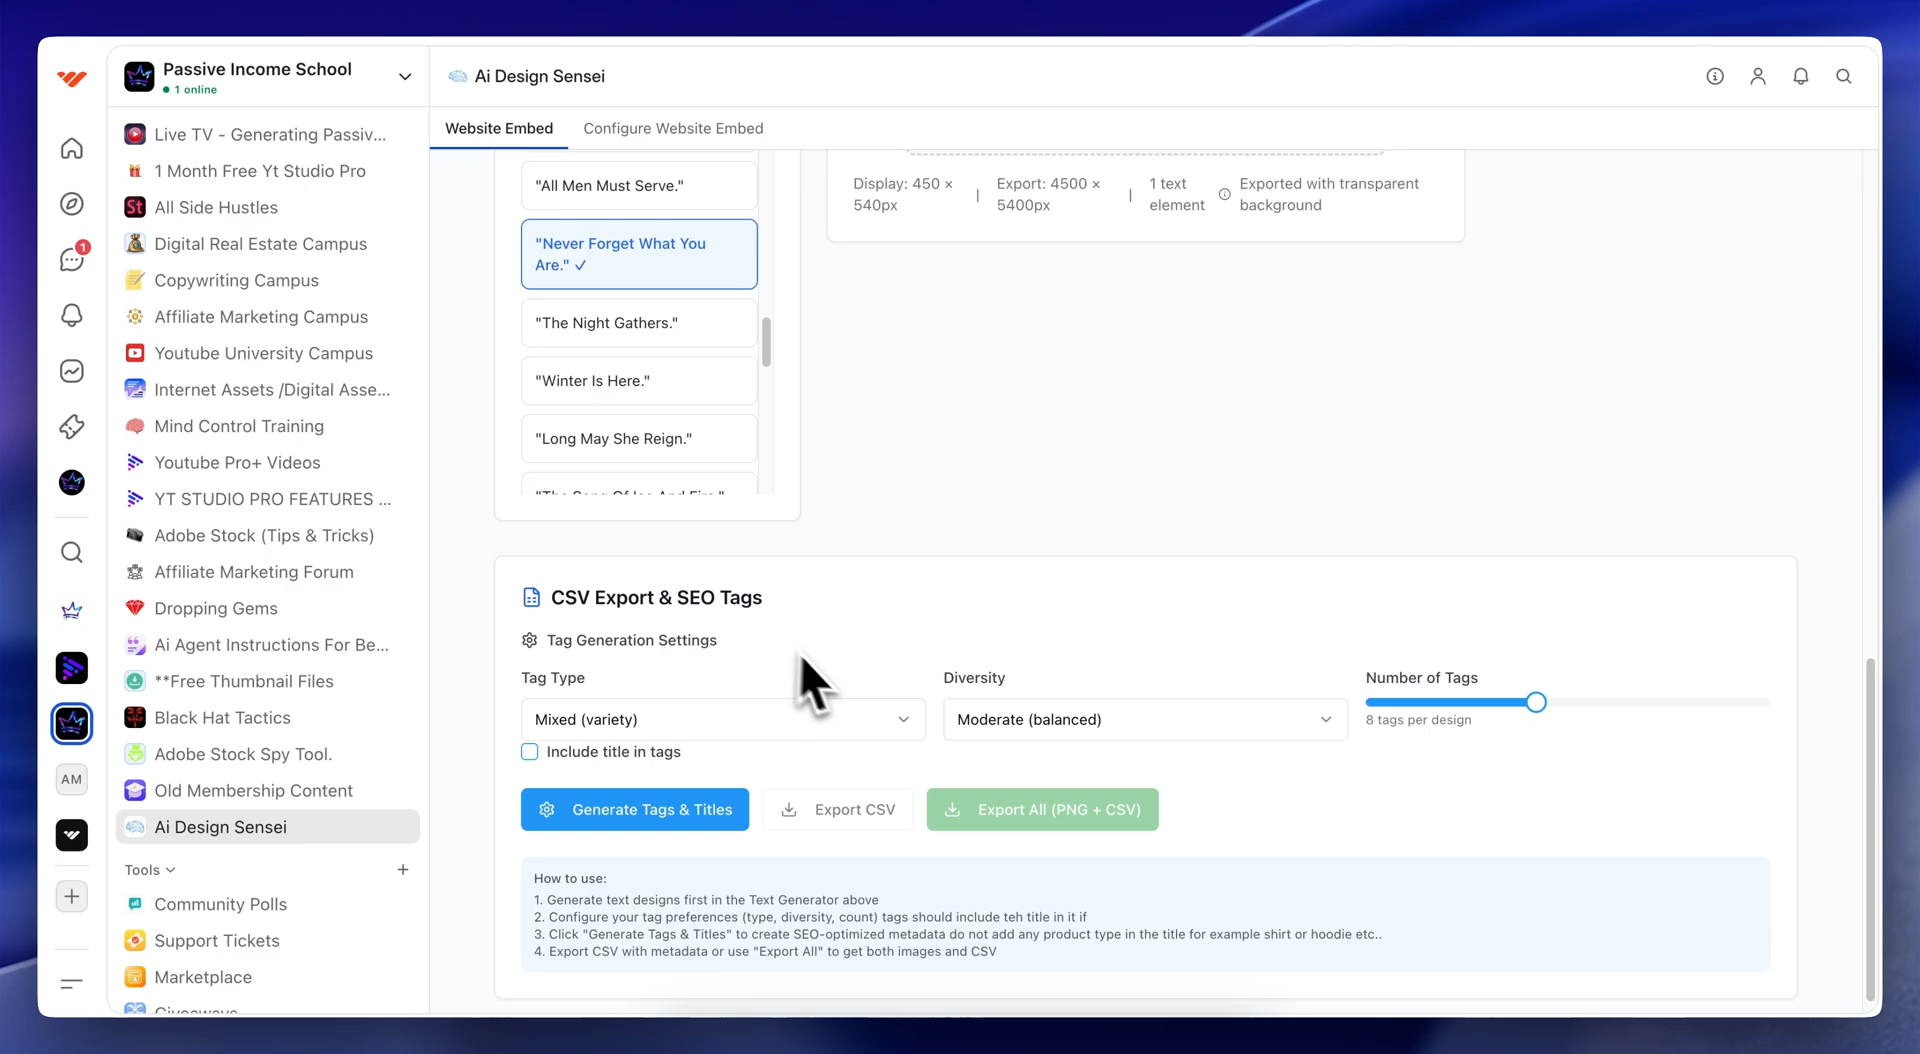 Passive Income School
1 online
Live TV - Generating Passiv...
1 Month Free Yt Studio Pro
All Side Hustles
Digital Real Estate Campus
Copywriting Campus
Affiliate Marketing Campus
Youtube University Campus
Internet Assets /Digital Asse...
Mind Control Training
Youtube Pro+ Videos
YT STUDIO PRO FEATURES ...
Adobe Stock (Tips & Tricks)
Affiliate Marketing Forum
Dropping Gems
Ai Agent Instructions For Be...
**Free Thumbnail Files
Black Hat Tactics
Adobe Stock Spy Tool.
Old Membership Content
Ai Design Sensei
Tools
Community Polls
Support Tickets
Marketplace
Giveaways
1
St
AM
Ai Design Sensei
Website Embed
Configure Website Embed
"All Men Must Serve."
"Never Forget What You
Are." ✓
"The Night Gathers."
"Winter Is Here."
"Long May She Reign."
"The Song Of Ice And Fire."
Display: 450 ×
540px
|
Export: 4500 ×
5400px
|
1 text
element
Exported with transparent
background
CSV Export & SEO Tags
Tag Generation Settings
Tag Type
Mixed (variety)
Include title in tags
Diversity
Moderate (balanced)
Number of Tags
8 tags per design
Generate Tags & Titles
Export CSV
Export All (PNG + CSV)
How to use:
1. Generate text designs first in the Text Generator above
2. Configure your tag preferences (type, diversity, count) tags should include teh title in it if
3. Click "Generate Tags & Titles" to create SEO-optimized metadata do not add any product type in the title for example shirt or hoodie etc..
4. Export CSV with metadata or use "Export All" to get both images and CSV